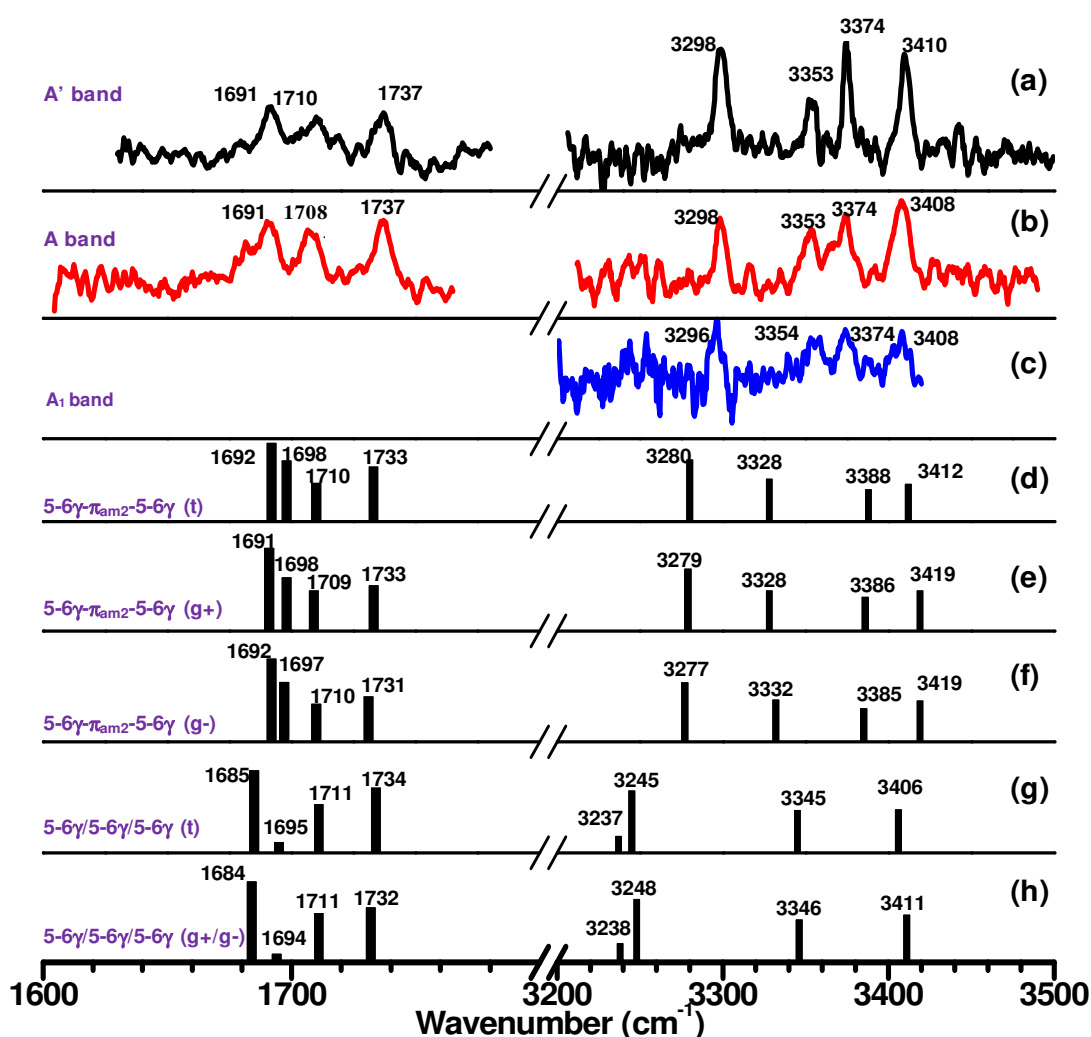 A' band
1691 1710 1737 3298 3353 3374 3410 (a)
A band
1691 1708 1737 3298 3353 3374 3408 (b)
A₁ band
3296 3354 3374 3408 (c)
5-6γ-πam2-5-6γ (t)
1692 1698 1710 1733 3280 3328 3388 3412 (d)
5-6γ-πam2-5-6γ (g+)
1691 1698 1709 1733 3279 3328 3386 3419 (e)
5-6γ-πam2-5-6γ (g-)
1692 1697 1710 1731 3277 3332 3385 3419 (f)
5-6γ/5-6γ/5-6γ (t)
1685 1695 1711 1734 3237 3245 3345 3406 (g)
5-6γ/5-6γ/5-6γ (g+/g-)
1684 1694 1711 1732 3238 3248 3346 3411 (h)
1600 1700 3200 3300 3400 3500
Wavenumber (cm⁻¹)